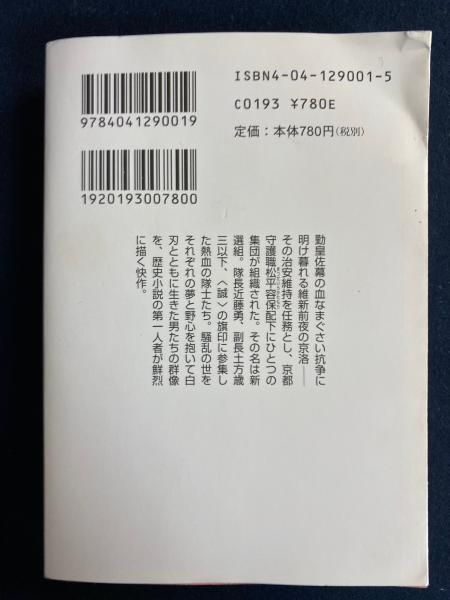 ISBN4-04-129001-5
C0193 ¥780E
定価：本体780円(税別)
9784041290019
1920193007800
勤皇佐幕の血なまぐさい抗争に
明け暮れる維新前夜の京洛──
その治安維持を任務とし、京都
守護職松平容保配下にひとつの
集団が組織された。その名は新
選組。隊長近藤勇、副長土方歳
三以下、〈誠〉の旗印に参集し
た熱血の隊士たち。騒乱の世を
それぞれの夢と野心を抱いて白
刃とともに生きた男たちの群像
を、歴史小説の第一人者が鮮烈
に描く快作。